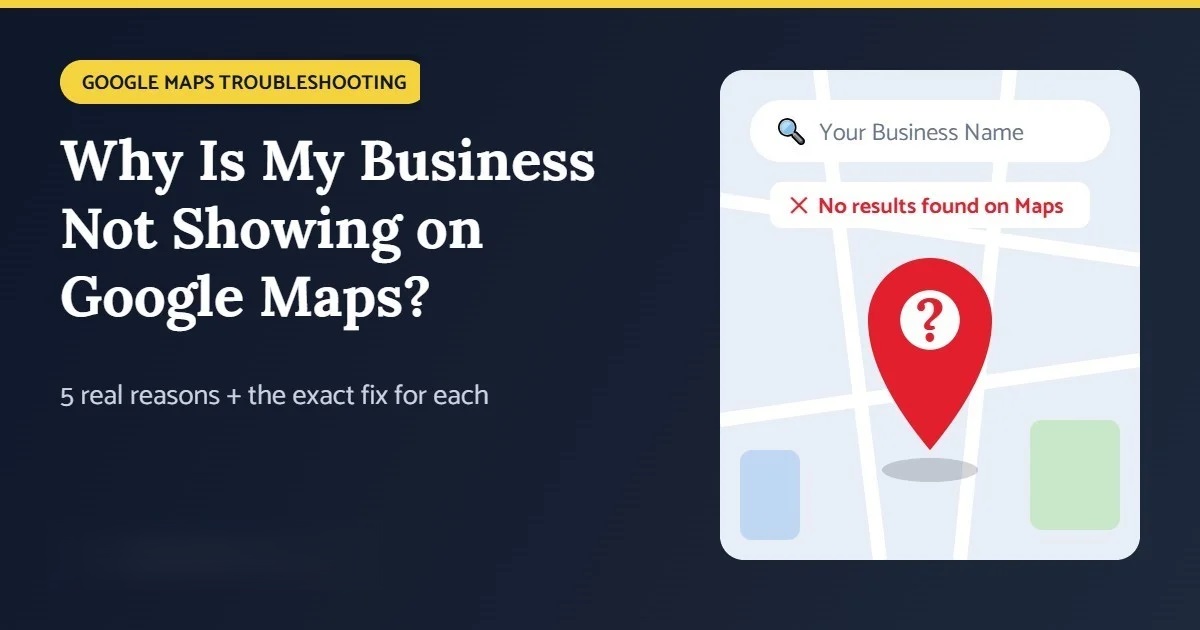 GOOGLE MAPS TROUBLESHOOTING
Why Is My Business
Not Showing on
Google Maps?
5 real reasons + the exact fix for each
Your Business Name
No results found on Maps
?